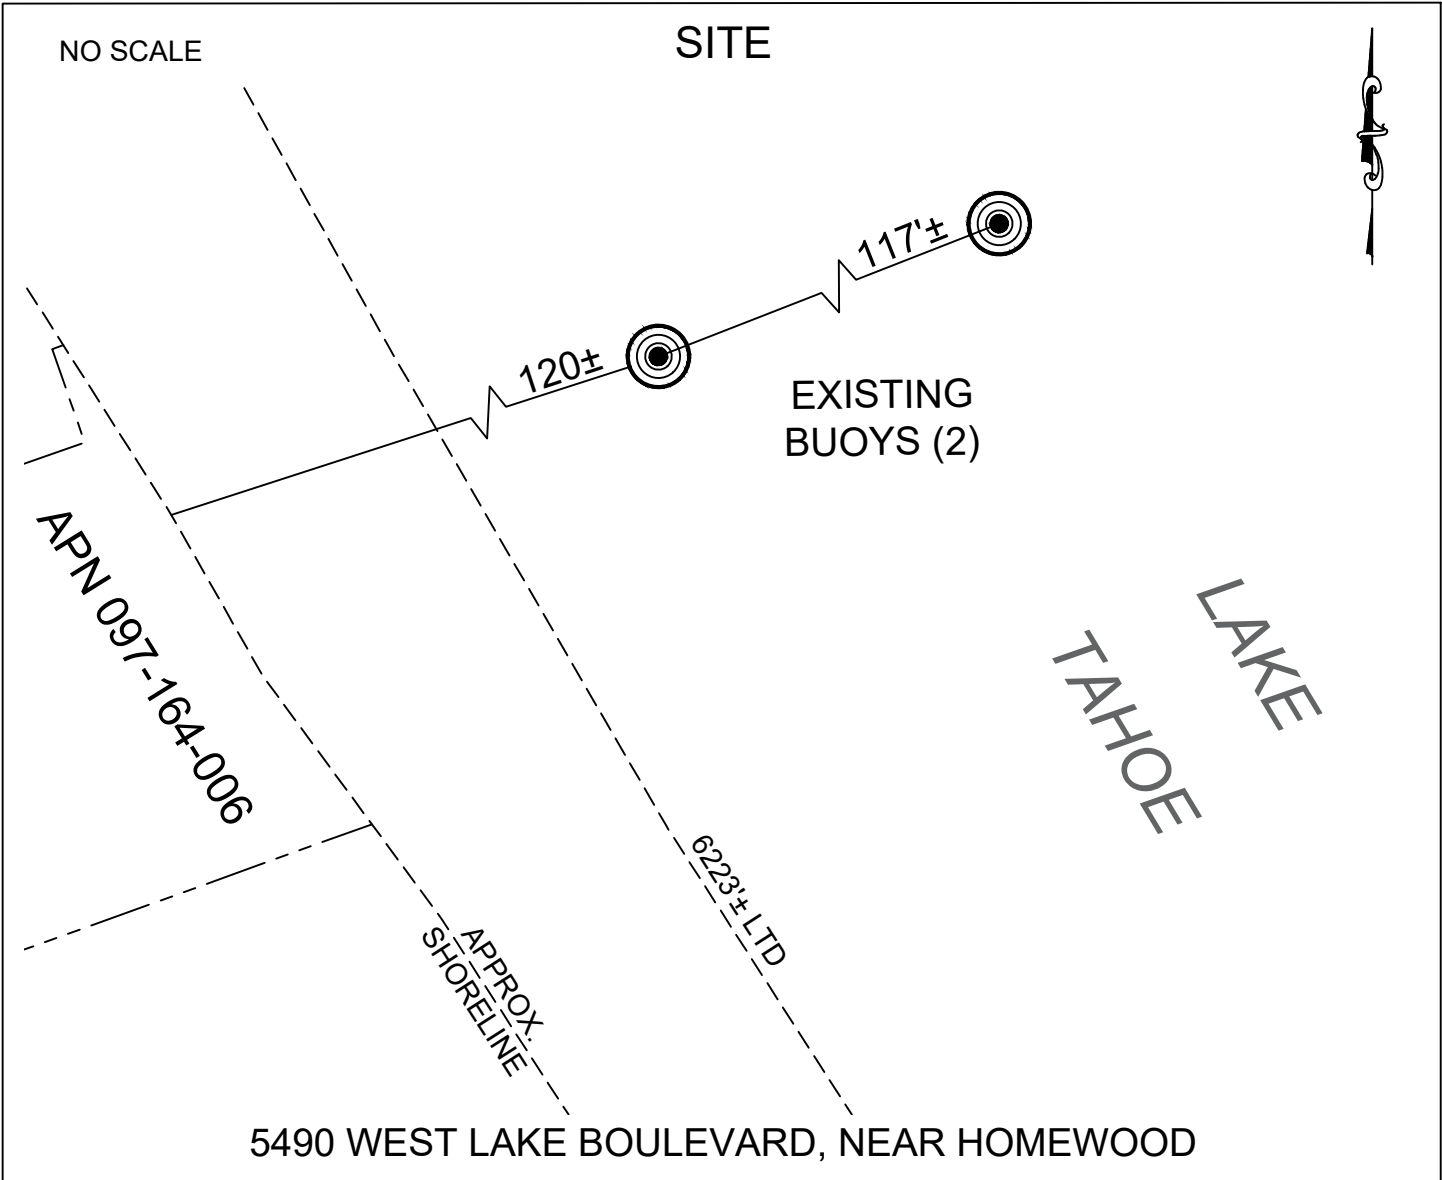 NO SCALE
SITE
117'±
120±
EXISTING
BUOYS (2)
APN 097-164-006
LAKE
TAHOE
6223'± LTD
APPROX.
SHORELINE
5490 WEST LAKE BOULEVARD, NEAR HOMEWOOD